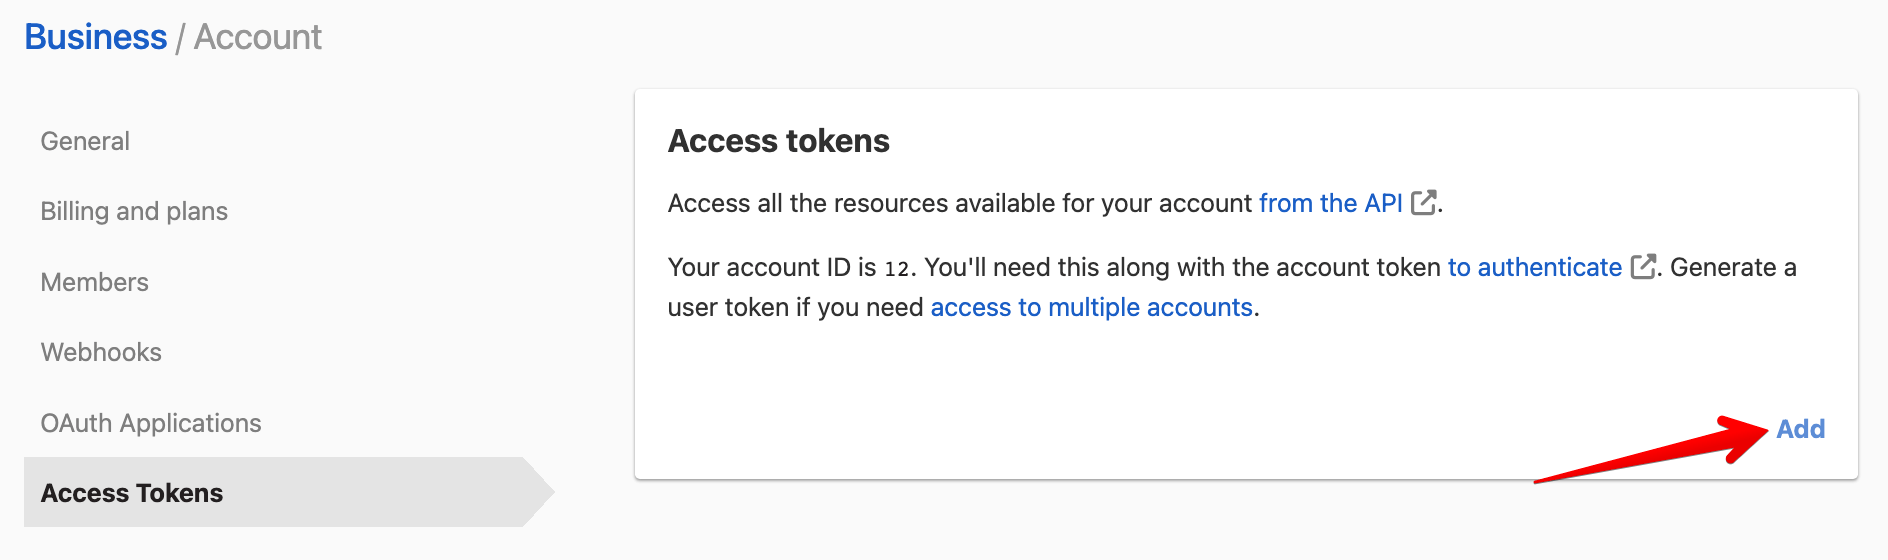 Business / Account
General
Billing and plans
Members
Webhooks
OAuth Applications
Access Tokens
Access tokens
Access all the resources available for your account from the API.
Your account ID is 12. You'll need this along with the account token to authenticate. Generate a
user token if you need access to multiple accounts.
Add